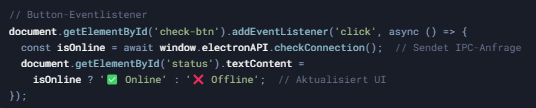 // Button-Eventlistener
document.getElementById('check-btn').addEventListener('click', async () => {
  const isOnline = await window.electronAPI.checkConnection();  // Sendet IPC-Anfrage
  document.getElementById('status').textContent =
    isOnline ? '✅ Online' : '❌ Offline';  // Aktualisiert UI
});